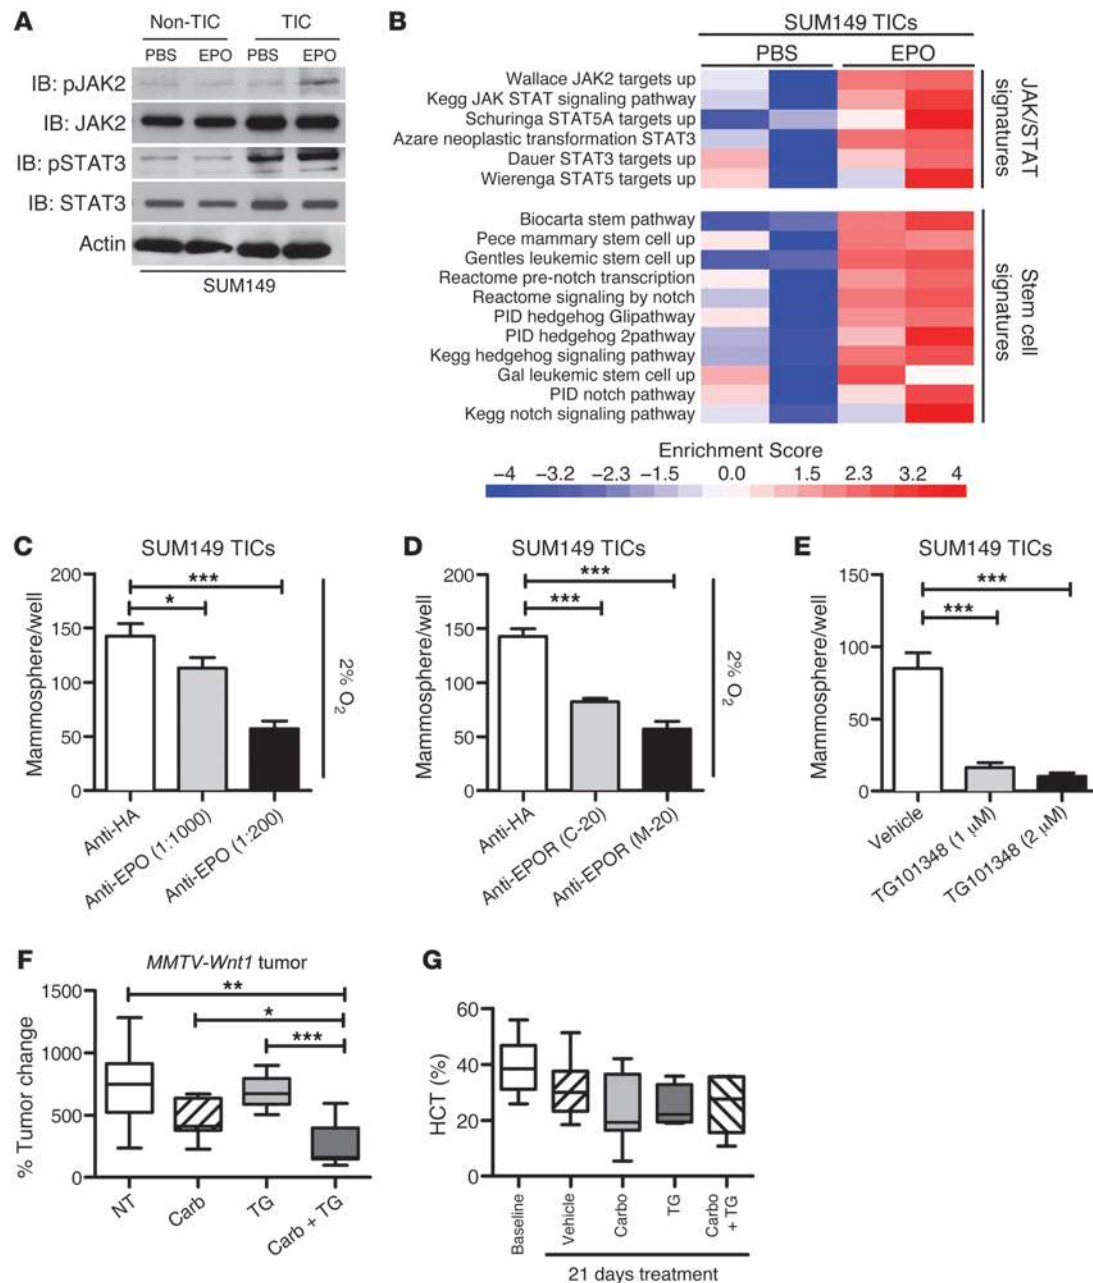 A
Non-TIC TIC
PBS EPO PBS EPO
IB: pJAK2
IB: JAK2
IB: pSTAT3
IB: STAT3
Actin
SUM149
B
SUM149 TICs
PBS EPO
Wallace JAK2 targets up
Kegg JAK STAT signaling pathway
Schuringa STAT5A targets up
Azare neoplastic transformation STAT3
Dauer STAT3 targets up
Wierenga STAT5 targets up
JAK/STAT
signatures
Biocarta stem pathway
Pece mammary stem cell up
Gentles leukemic stem cell up
Reactome pre-notch transcription
Reactome signaling by notch
PID hedgehog Glipathway
PID hedgehog 2pathway
Kegg hedgehog signaling pathway
Gal leukemic stem cell up
PID notch pathway
Kegg notch signaling pathway
Stem cell
signatures
Enrichment Score
−4 −3.2 −2.3 −1.5 0.0 1.5 2.3 3.2 4
C
SUM149 TICs
Mammosphere/well
200
150
100
50
0
***
*
2% O2
Anti-HA
Anti-EPO (1:1000)
Anti-EPO (1:200)
D
SUM149 TICs
Mammosphere/well
200
150
100
50
0
***
***
2% O2
Anti-HA
Anti-EPOR (C-20)
Anti-EPOR (M-20)
E
SUM149 TICs
Mammosphere/well
150
100
50
0
***
***
Vehicle
TG101348 (1 μM)
TG101348 (2 μM)
F
MMTV-Wnt1 tumor
% Tumor change
1500
1000
500
0
**
*
***
NT
Carb
TG
Carb + TG
G
HCT (%)
60
40
20
0
Baseline
Vehicle
Carbo
TG
Carbo
+ TG
21 days treatment